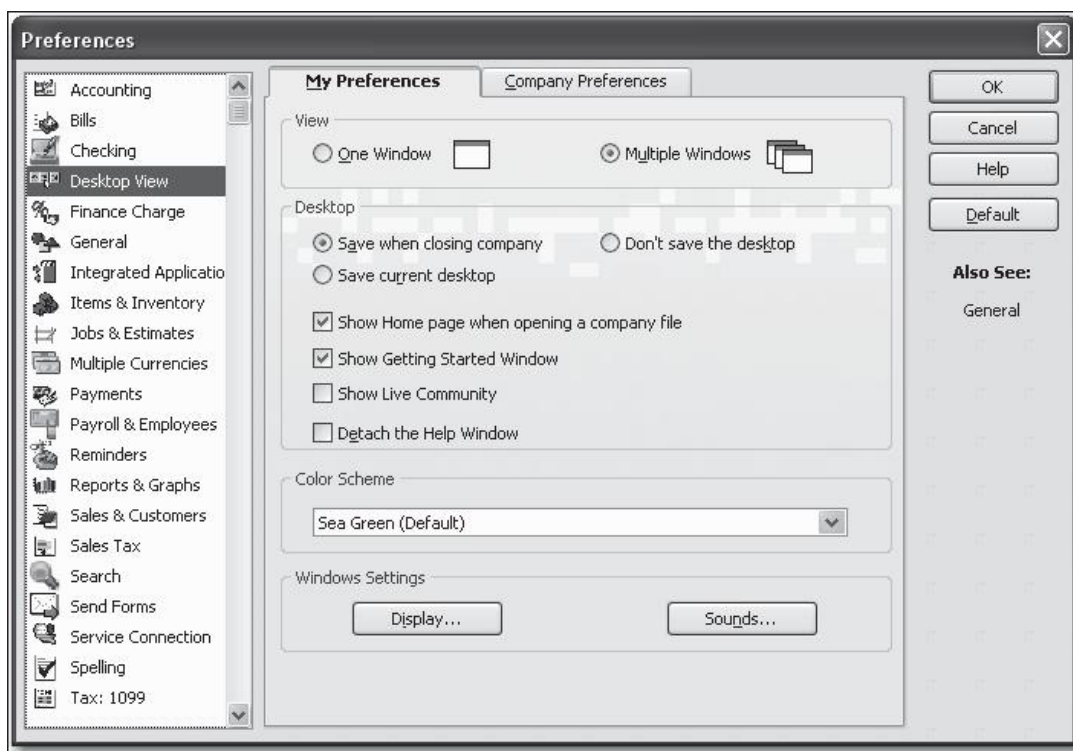 Preferences
Accounting
Bills
Checking
Desktop View
Finance Charge
General
Integrated Applicatio
Items & Inventory
Jobs & Estimates
Multiple Currencies
Payments
Payroll & Employees
Reminders
Reports & Graphs
Sales & Customers
Sales Tax
Search
Send Forms
Service Connection
Spelling
Tax: 1099
My Preferences
Company Preferences
View
One Window
Multiple Windows
Desktop
Save when closing company
Don't save the desktop
Save current desktop
Show Home page when opening a company file
Show Getting Started Window
Show Live Community
Detach the Help Window
Color Scheme
Sea Green (Default)
Windows Settings
Display...
Sounds...
OK
Cancel
Help
Default
Also See:
General